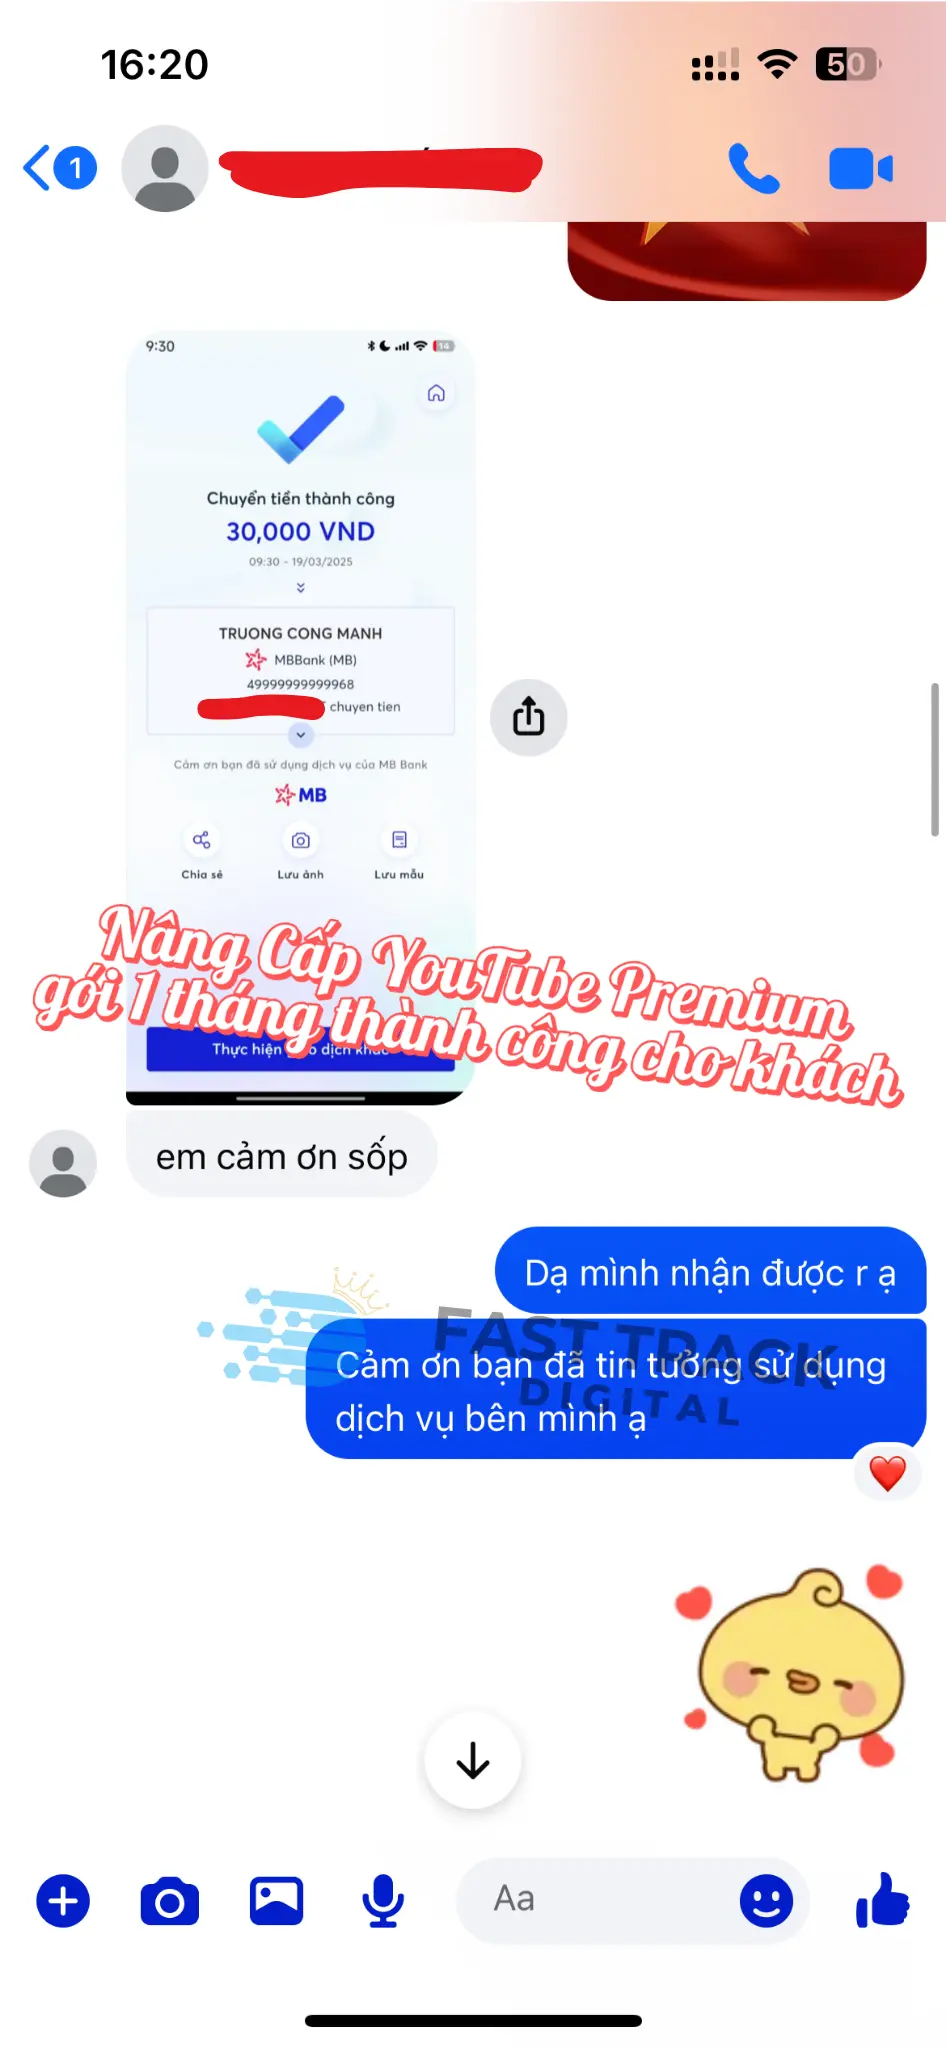 16:20
50
1
9:30
14
Chuyển tiền thành công
30,000 VND
09:30 - 19/03/2025
TRUONG CONG MANH
MBBank (MB)
49999999999968
chuyen tien
Cảm ơn bạn đã sử dụng dịch vụ của MB Bank
MB
Chia sẻ
Lưu ảnh
Lưu mẫu
Nâng Cấp YouTube Premium
gói 1 tháng thành công cho khách
Thực hiện dịch
em cảm ơn sốp
Dạ mình nhận được r ạ
FAST TRACK
DIGITAL
Cảm ơn bạn đã tin tưởng sử dụng
dịch vụ bên mình ạ
Aa